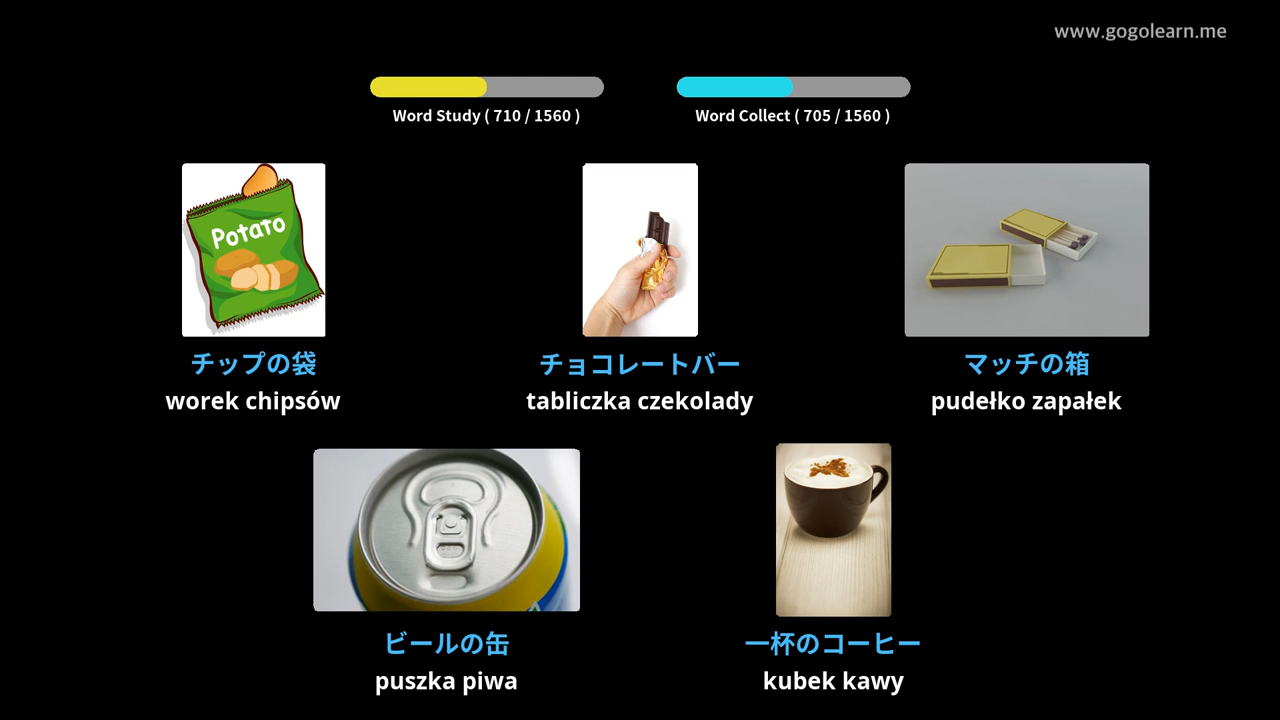 www.gogolearn.me
Word Study ( 710 / 1560 )
Word Collect ( 705 / 1560 )
Potato
チップの袋
チョコレートバー
マッチの箱
worek chipsów
tabliczka czekolady
pudełko zapałek
ビールの缶
一杯のコーヒー
puszka piwa
kubek kawy